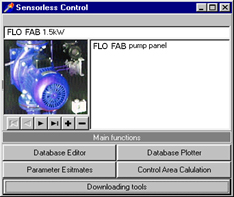 Sensorless Control
FLO FAB 1.5kW
FLO FAB pump panel
Main functions
Database Editor
Database Plotter
Parameter Esitmates
Control Area Calulation
Downloading tools